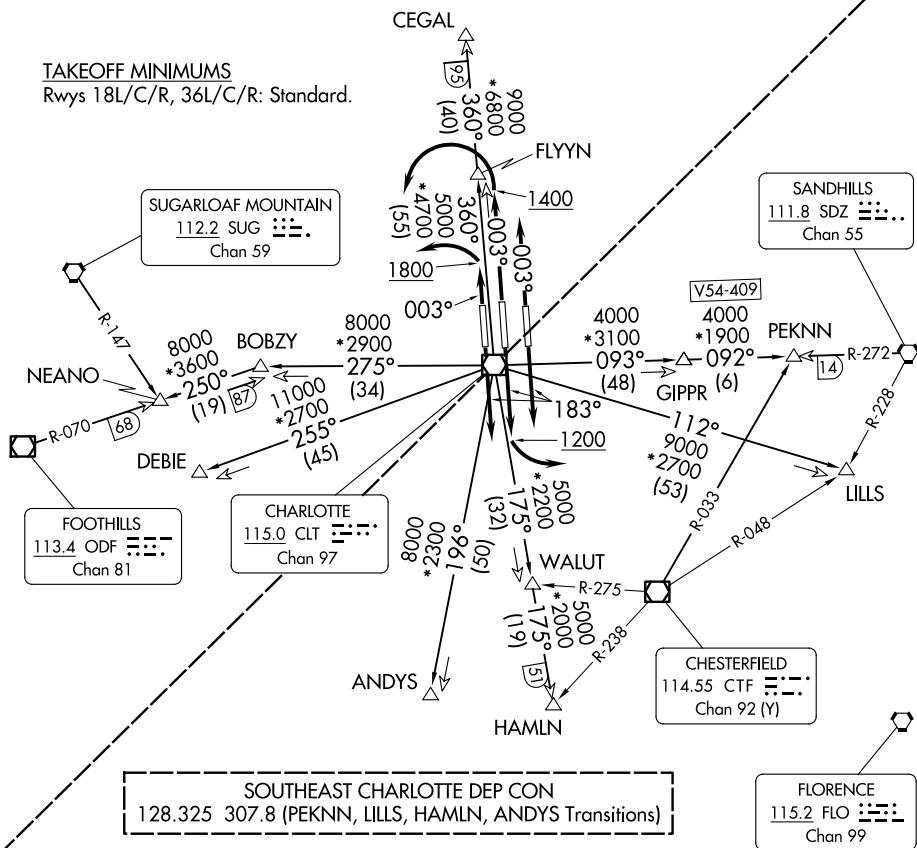 CEGAL
TAKEOFF MINIMUMS
Rwys 18L/C/R, 36L/C/R: Standard.
95
360°
(40)
9000
*6800
FLYYN
1400
SUGARLOAF MOUNTAIN
112.2 SUG
Chan 59
SANDHILLS
111.8 SDZ
Chan 55
360°
5000
*4700
(55)
003°
003°
1800
003°
R-147
NEANO
8000
*3600
250°
(19)
87
BOBZY
8000
*2900
275°
(34)
4000
*3100
093°
(48)
GIPPR
V54-409
4000
*1900
092°
(6)
PEKNN
14
R-272
R-228
R-070
68
DEBIE
11000
*2700
255°
(45)
183°
1200
112°
9000
*2700
(53)
LILLS
FOOTHILLS
113.4 ODF
Chan 81
CHARLOTTE
115.0 CLT
Chan 97
196°
(50)
8000
*2300
5000
*2200
175°
(32)
WALUT
R-033
R-048
R-275
5000
*2000
175°
(19)
51
R-238
ANDYS
HAMLN
CHESTERFIELD
114.55 CTF
Chan 92 (Y)
SOUTHEAST CHARLOTTE DEP CON
128.325 307.8 (PEKNN, LILLS, HAMLN, ANDYS Transitions)
FLORENCE
115.2 FLO
Chan 99